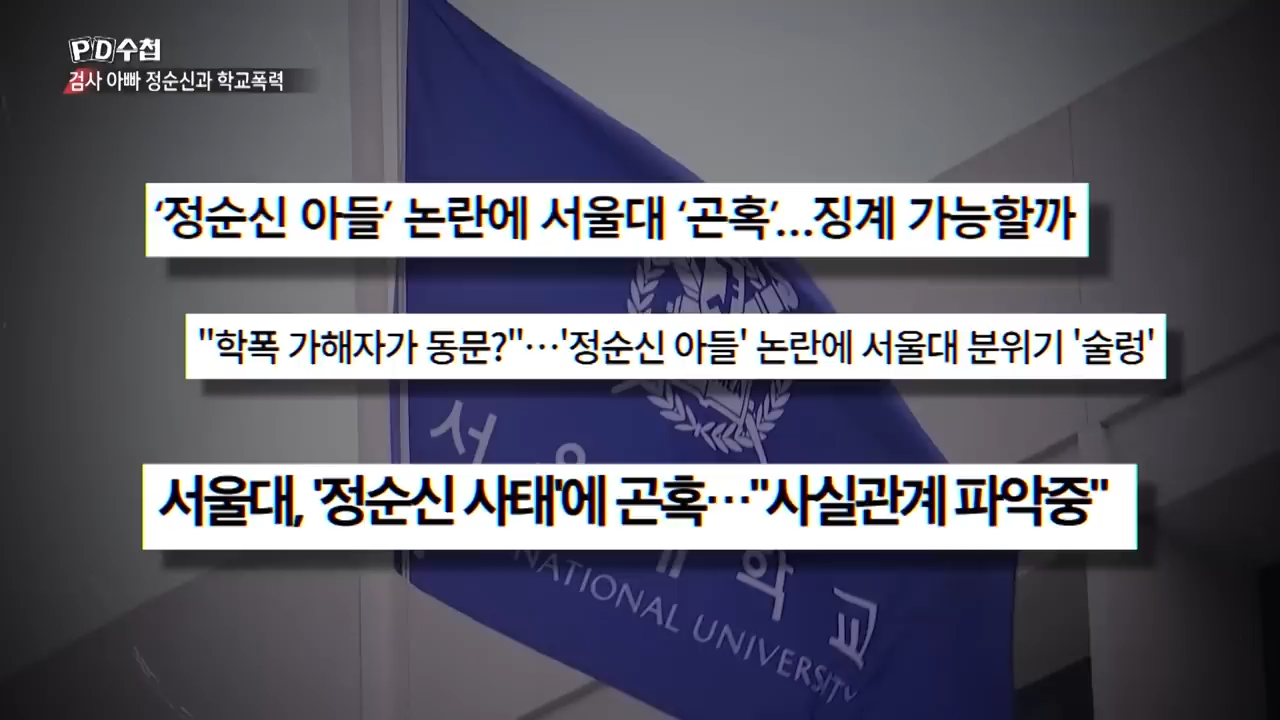 PD수첩
검사 아빠 정순신과 학교폭력
‘정순신 아들’ 논란에 서울대 ‘곤혹’...징계 가능할까
"학폭 가해자가 동문?"…'정순신 아들' 논란에 서울대 분위기 '술렁'
서울대, '정순신 사태'에 곤혹…"사실관계 파악중"
서 학교
NATIONAL UNIVERSITY